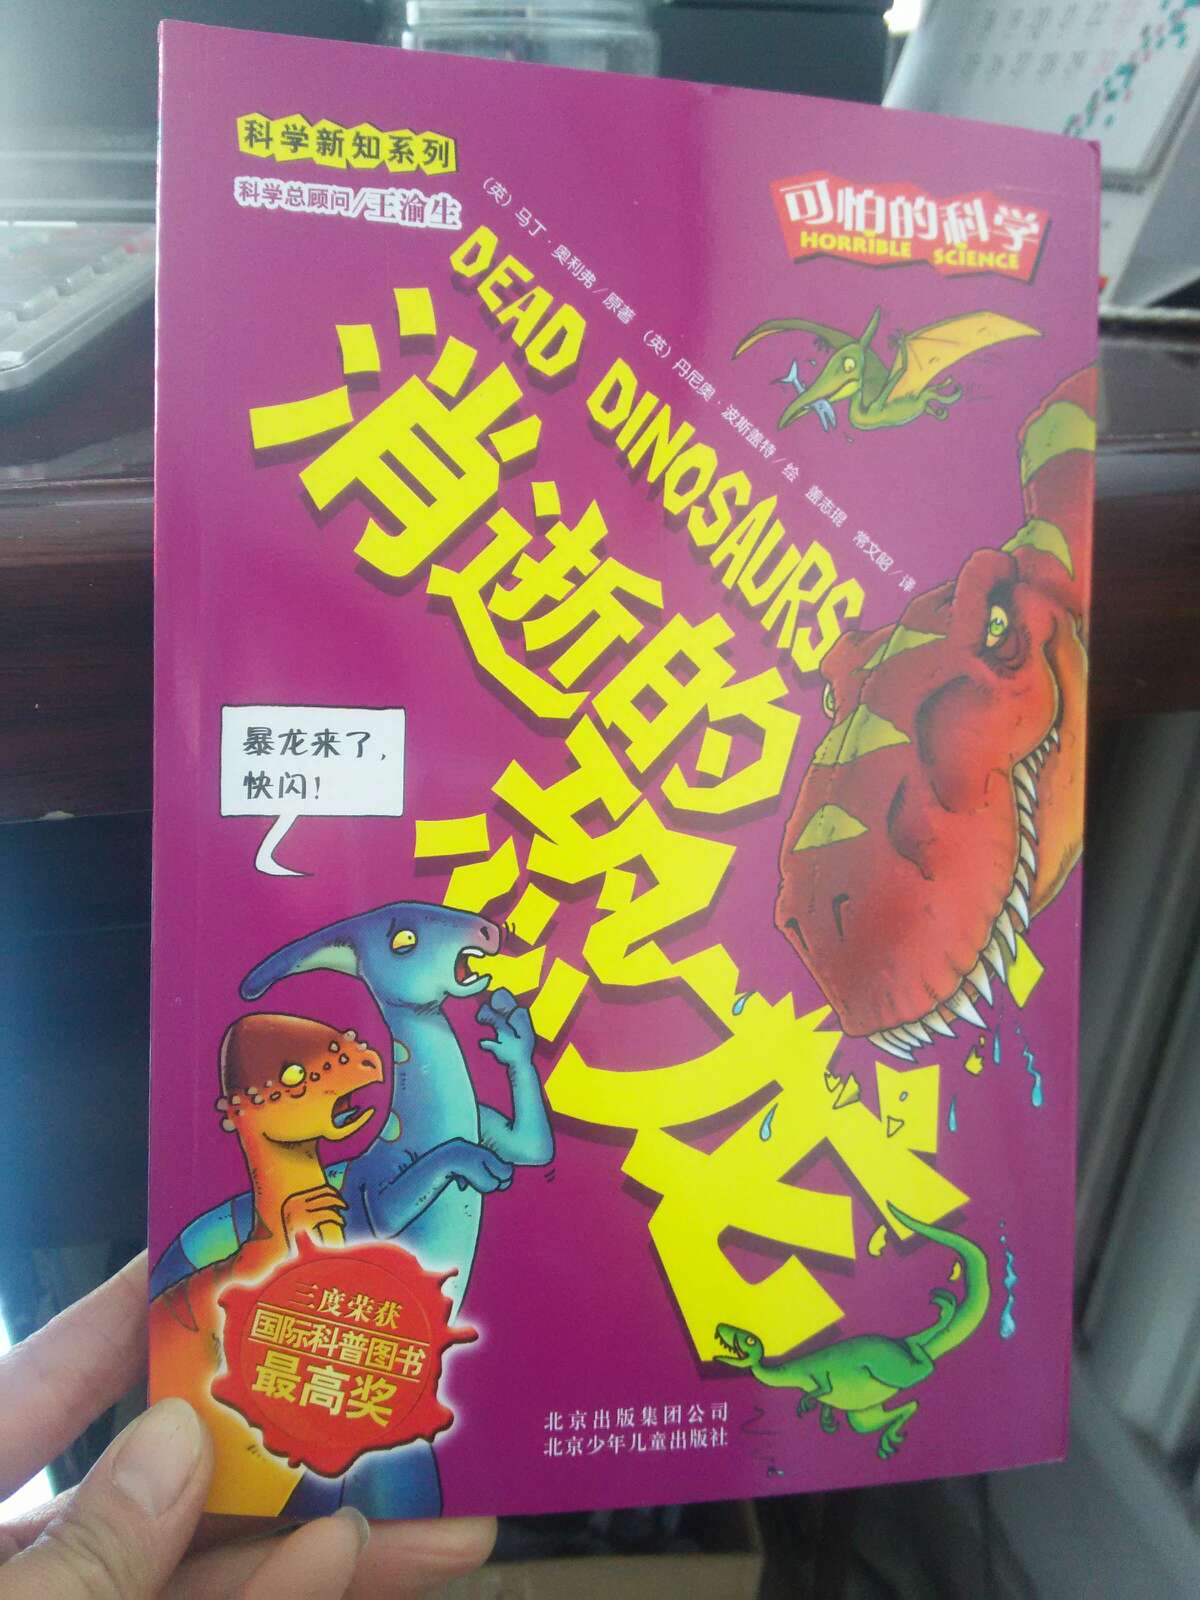 科学新知系列
科学总顾问/王渝生
可怕的科学
HORRIBLE SCIENCE
(英) 马丁·奥利弗/原著 (英) 丹尼奥·波斯盖特/绘 盖志琨 常文昭/译
DEAD DINOSAURS
消逝的恐龙
暴龙来了,
快闪!
三度荣获
国际科普图书
最高奖
北京出版集团公司
北京少年儿童出版社